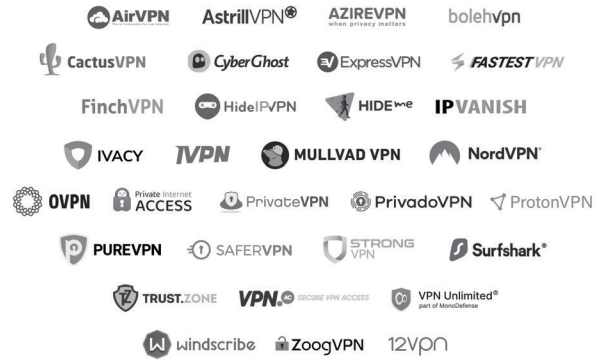 AirVPN AstrillVPN AZIREVPN bolehvpn
when privacy matters
CactusVPN CyberGhost ExpressVPN FASTESTVPN
FinchVPN HideIPVPN HIDEme IPVANISH
IVACY IVPN MULLVAD VPN NordVPN®
OVPN Private Internet ACCESS PrivateVPN PrivadoVPN ProtonVPN
PUREVPN SAFERVPN STRONG VPN Surfshark®
TRUST.ZONE VPN.AC SECURE VPN ACCESS VPN Unlimited®
part of MonoDefense
windscribe ZoogVPN 12vpn